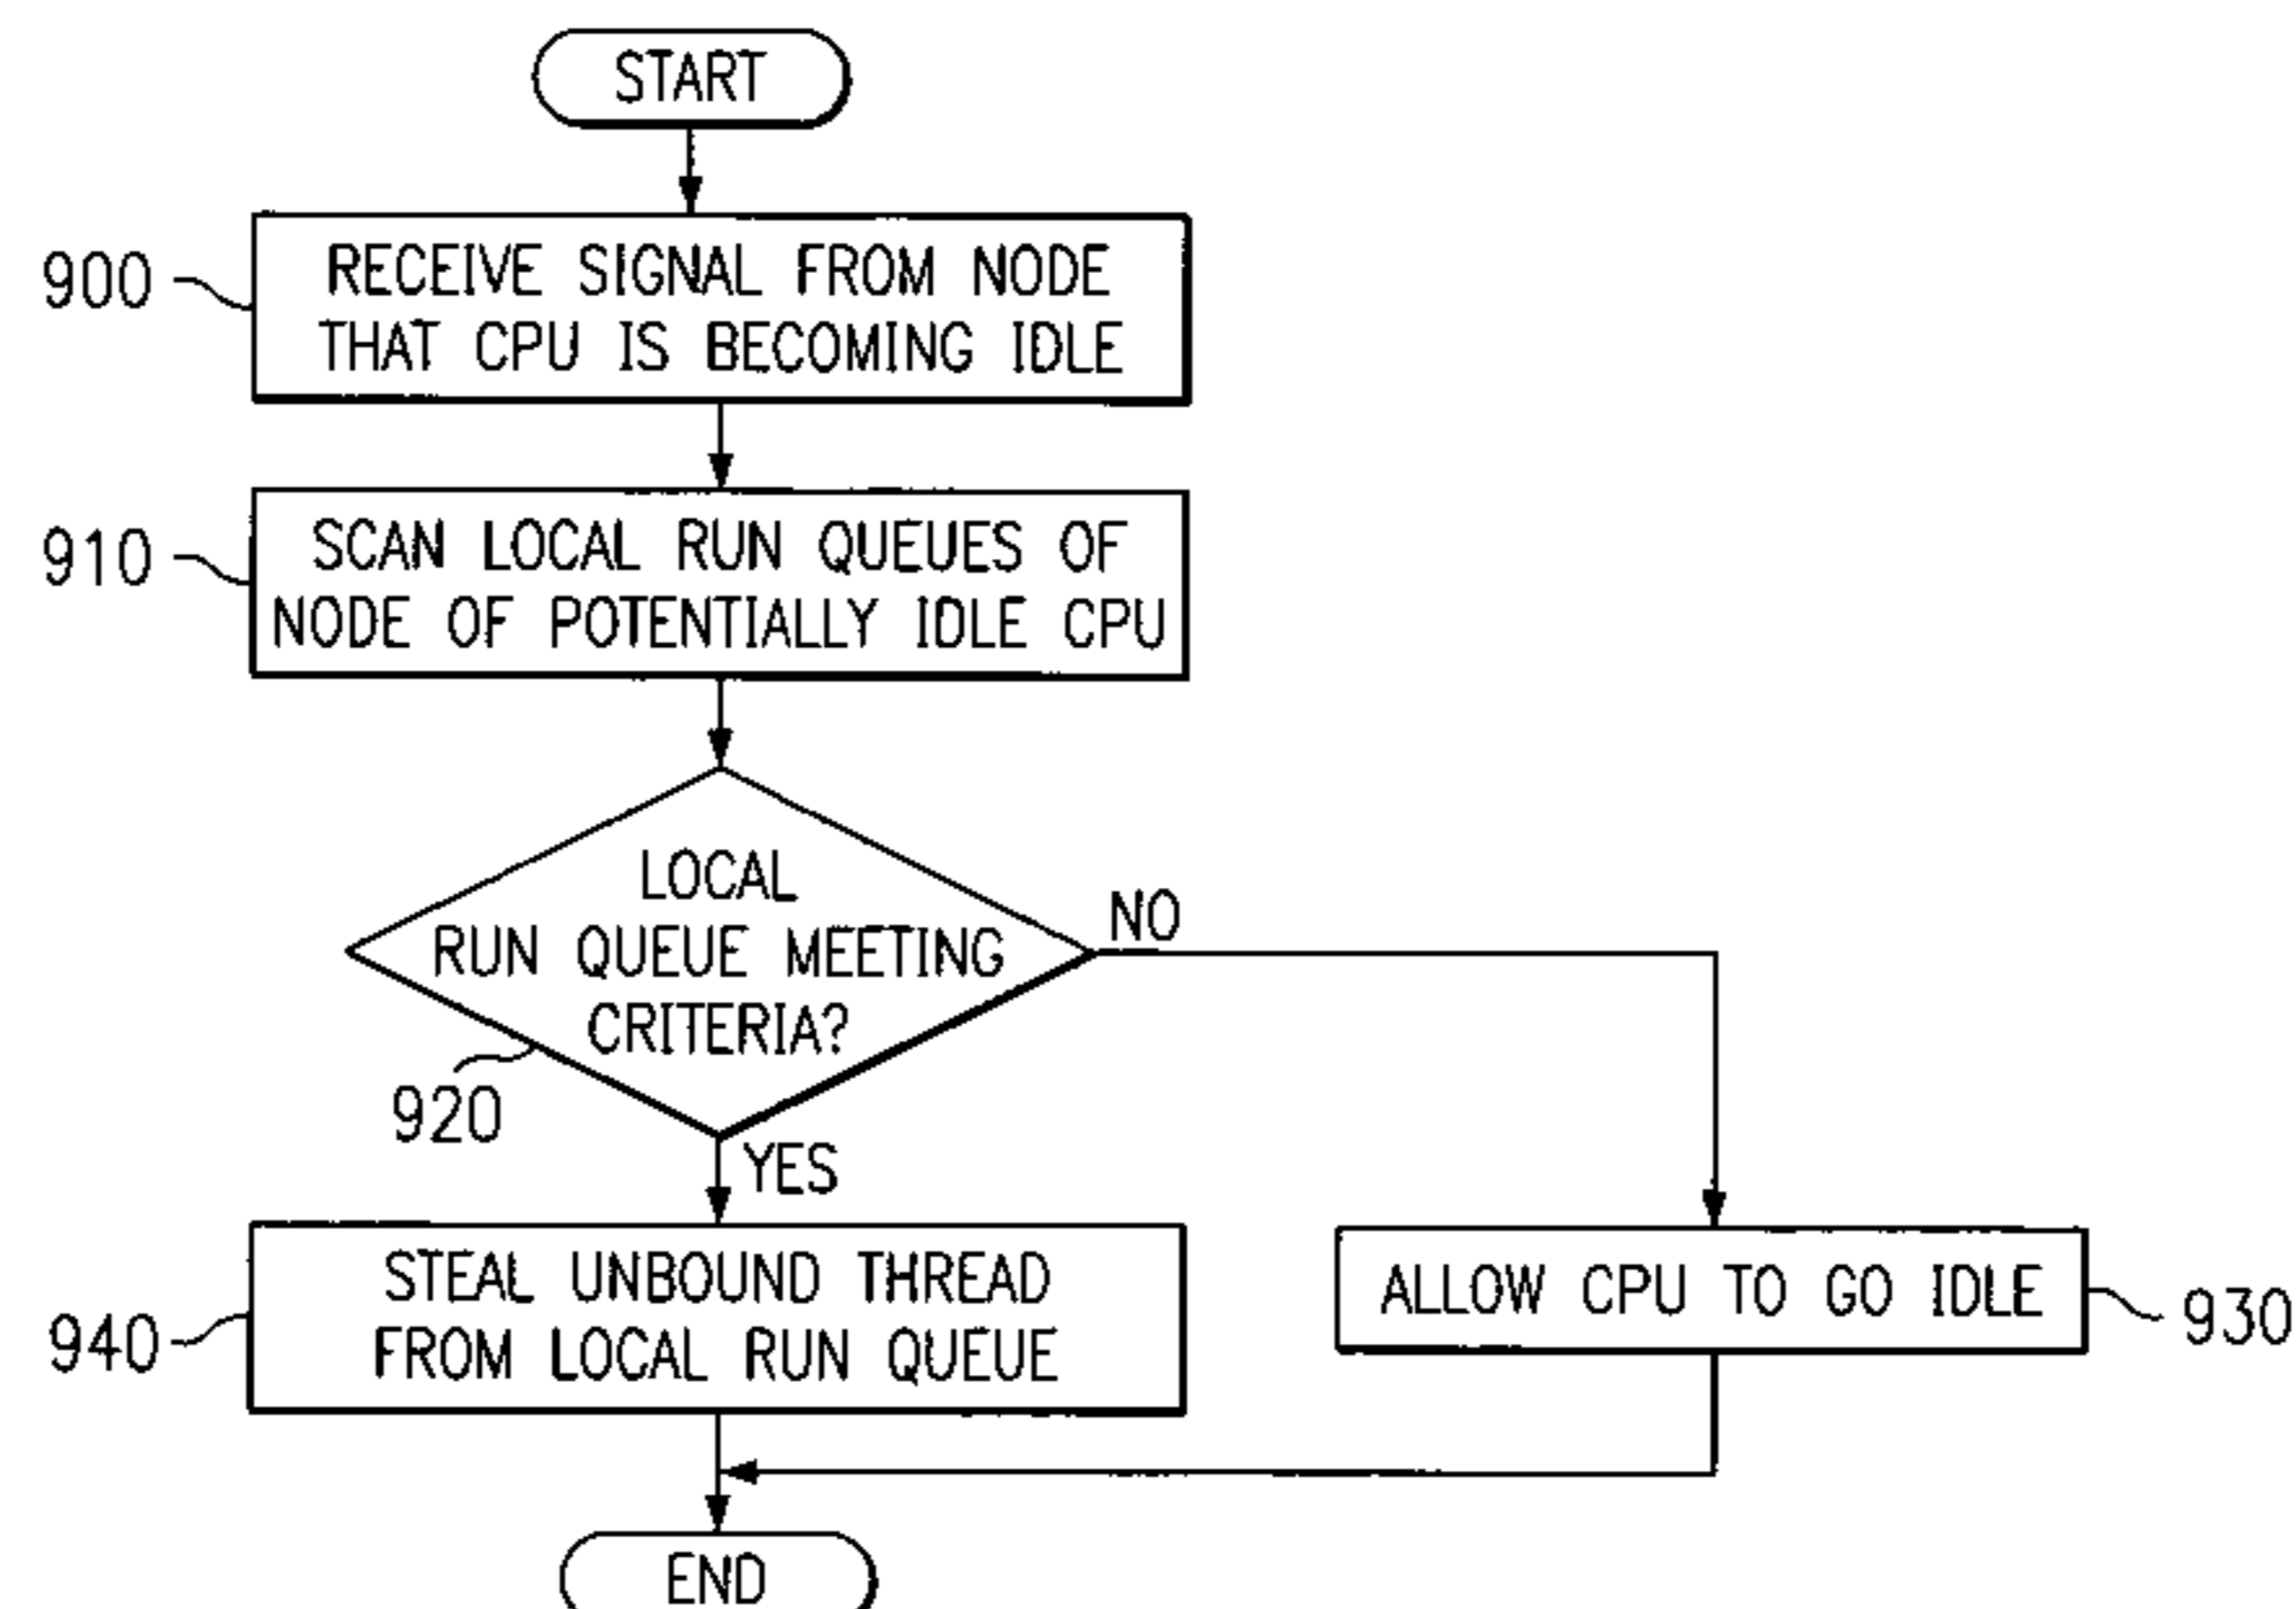 START
900
RECEIVE SIGNAL FROM NODE
THAT CPU IS BECOMING IDLE
910
SCAN LOCAL RUN QUEUES OF
NODE OF POTENTIALLY IDLE CPU
LOCAL
RUN QUEUE MEETING
CRITERIA?
NO
920
YES
940
STEAL UNBOUND THREAD
FROM LOCAL RUN QUEUE
ALLOW CPU TO GO IDLE
930
END